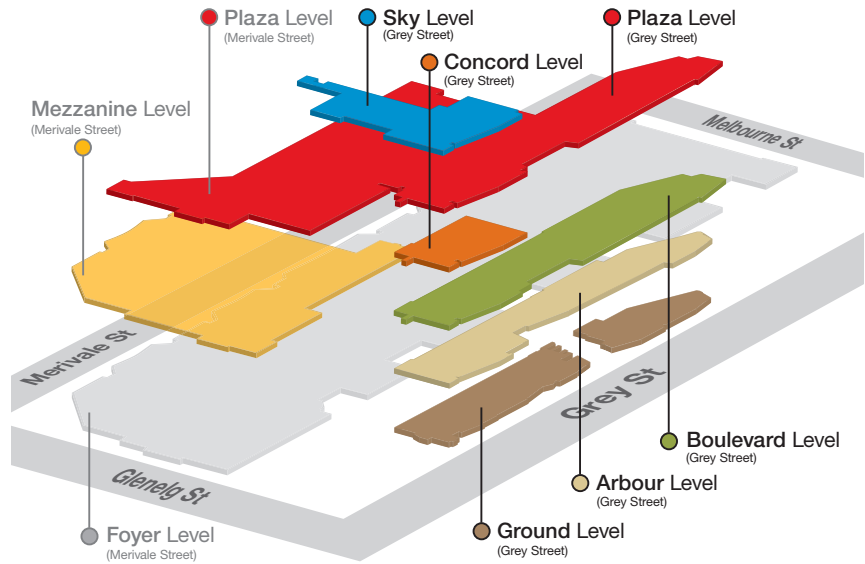 Plaza Level
(Merivale Street)
Sky Level
(Grey Street)
Plaza Level
(Grey Street)
Concord Level
(Grey Street)
Mezzanine Level
(Merivale Street)
Melbourne St
Merivale St
Grey St
Glenelg St
Boulevard Level
(Grey Street)
Arbour Level
(Grey Street)
Ground Level
(Grey Street)
Foyer Level
(Merivale Street)